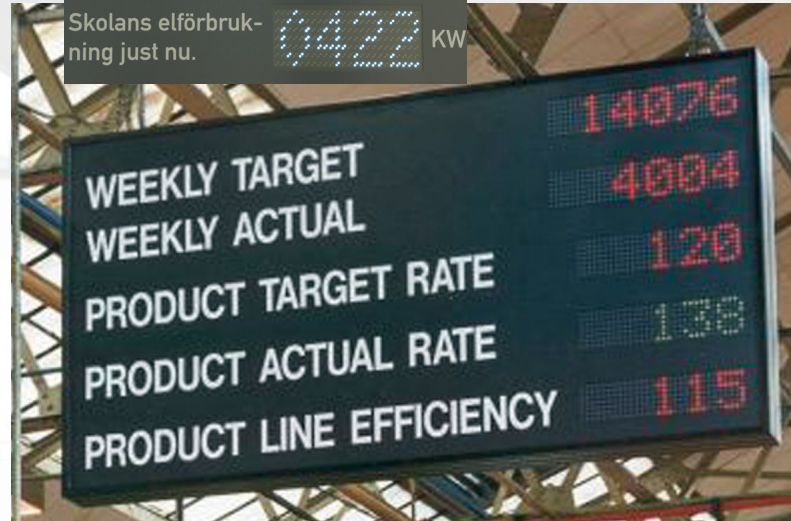 Skolans elförbruk-
ning just nu. 0422 KW
WEEKLY TARGET 14076
WEEKLY ACTUAL 4004
PRODUCT TARGET RATE 120
PRODUCT ACTUAL RATE 138
PRODUCT LINE EFFICIENCY 115